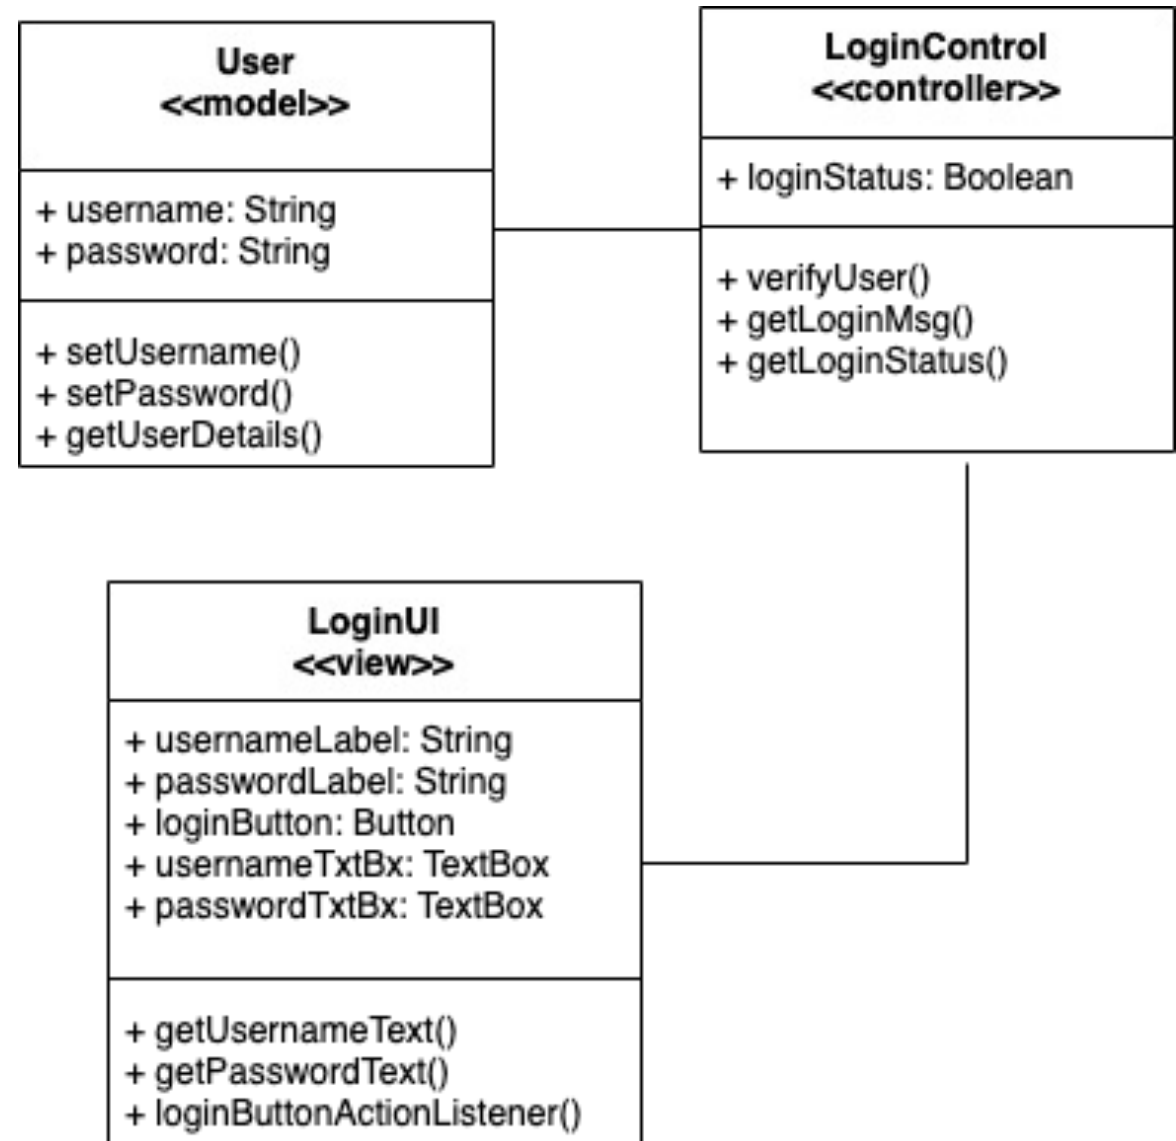 User
<<model>>
+ username: String
+ password: String
+ setUsername()
+ setPassword()
+ getUserDetails()
LoginControl
<<controller>>
+ loginStatus: Boolean
+ verifyUser()
+ getLoginMsg()
+ getLoginStatus()
LoginUI
<<view>>
+ usernameLabel: String
+ passwordLabel: String
+ loginButton: Button
+ usernameTxtBx: TextBox
+ passwordTxtBx: TextBox
+ getUsernameText()
+ getPasswordText()
+ loginButtonActionListener()